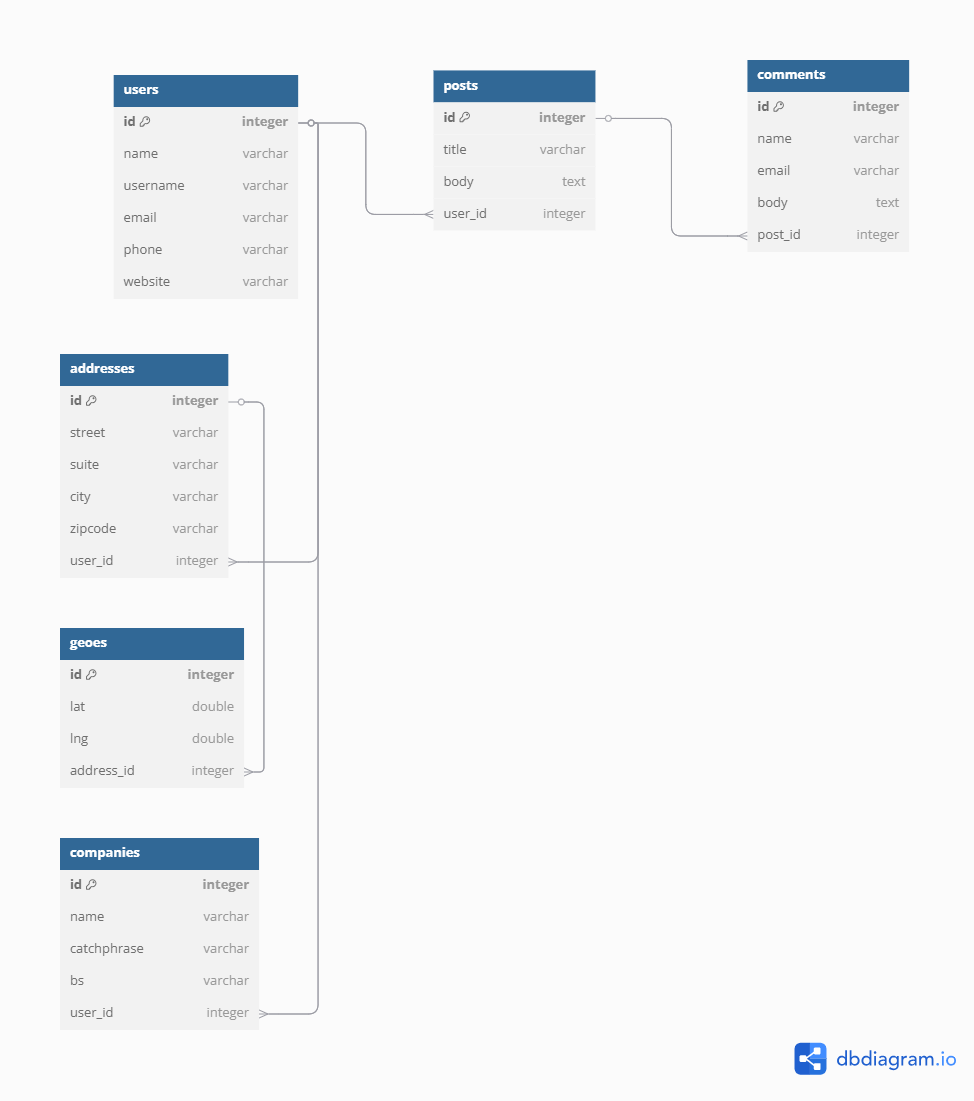 users
id integer
name varchar
username varchar
email varchar
phone varchar
website varchar
posts
id integer
title varchar
body text
user_id integer
comments
id integer
name varchar
email varchar
body text
post_id integer
addresses
id integer
street varchar
suite varchar
city varchar
zipcode varchar
user_id integer
geoes
id integer
lat double
lng double
address_id integer
companies
id integer
name varchar
catchphrase varchar
bs varchar
user_id integer
dbdiagram.io